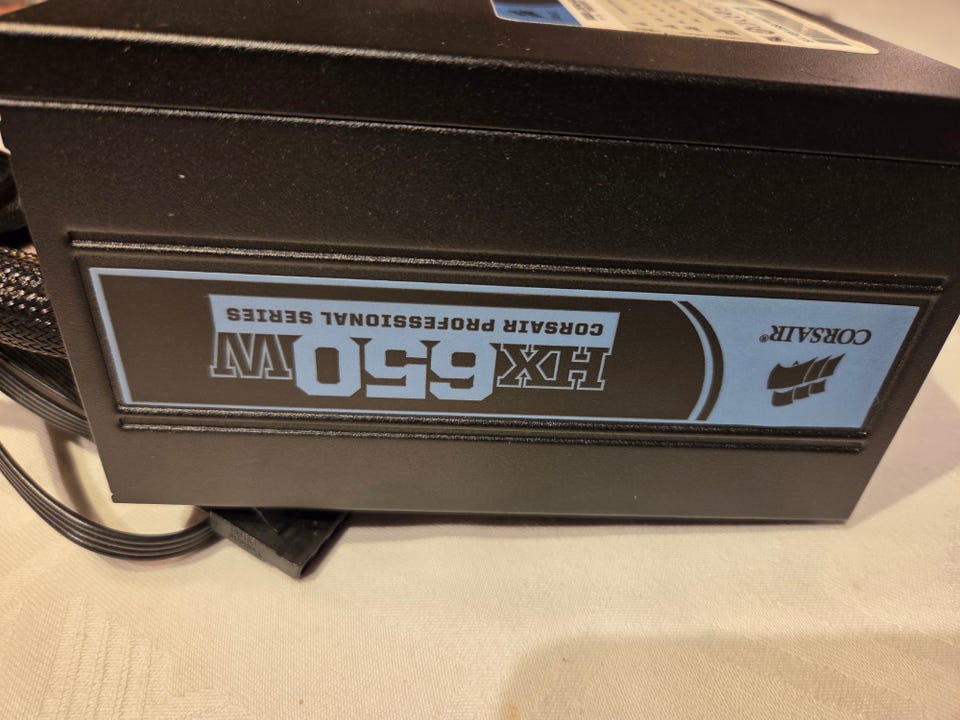 CORSAIR®
HX650W
CORSAIR PROFESSIONAL SERIES